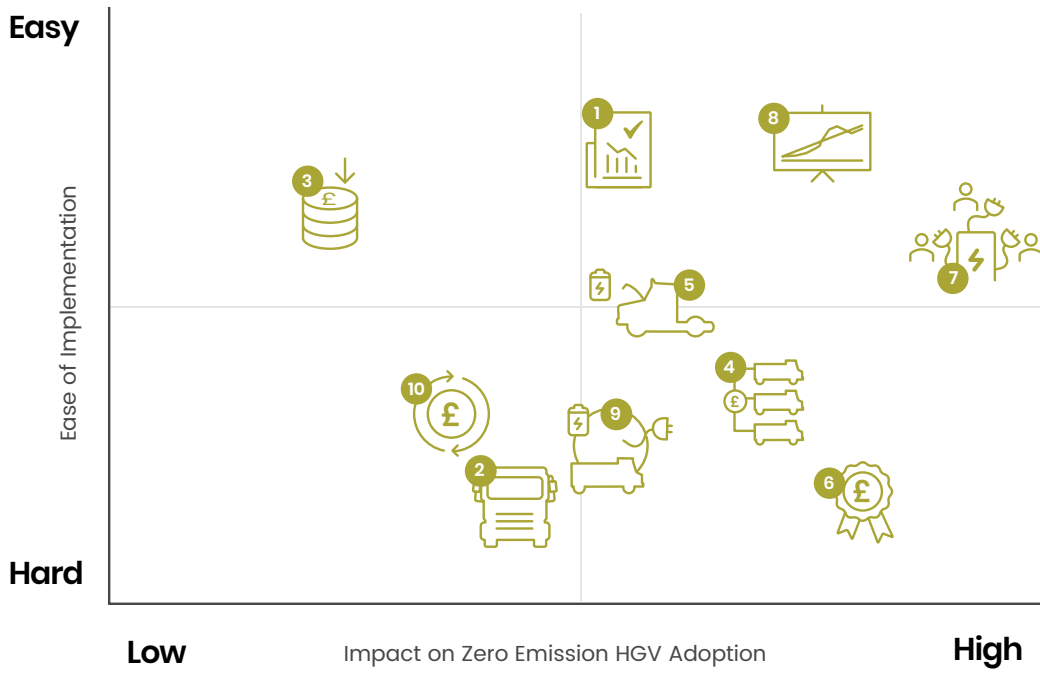 Easy
1
8
3
£
7
5
Ease of Implementation
4
£
10
£
9
2
6
£
Hard
Low
Impact on Zero Emission HGV Adoption
High